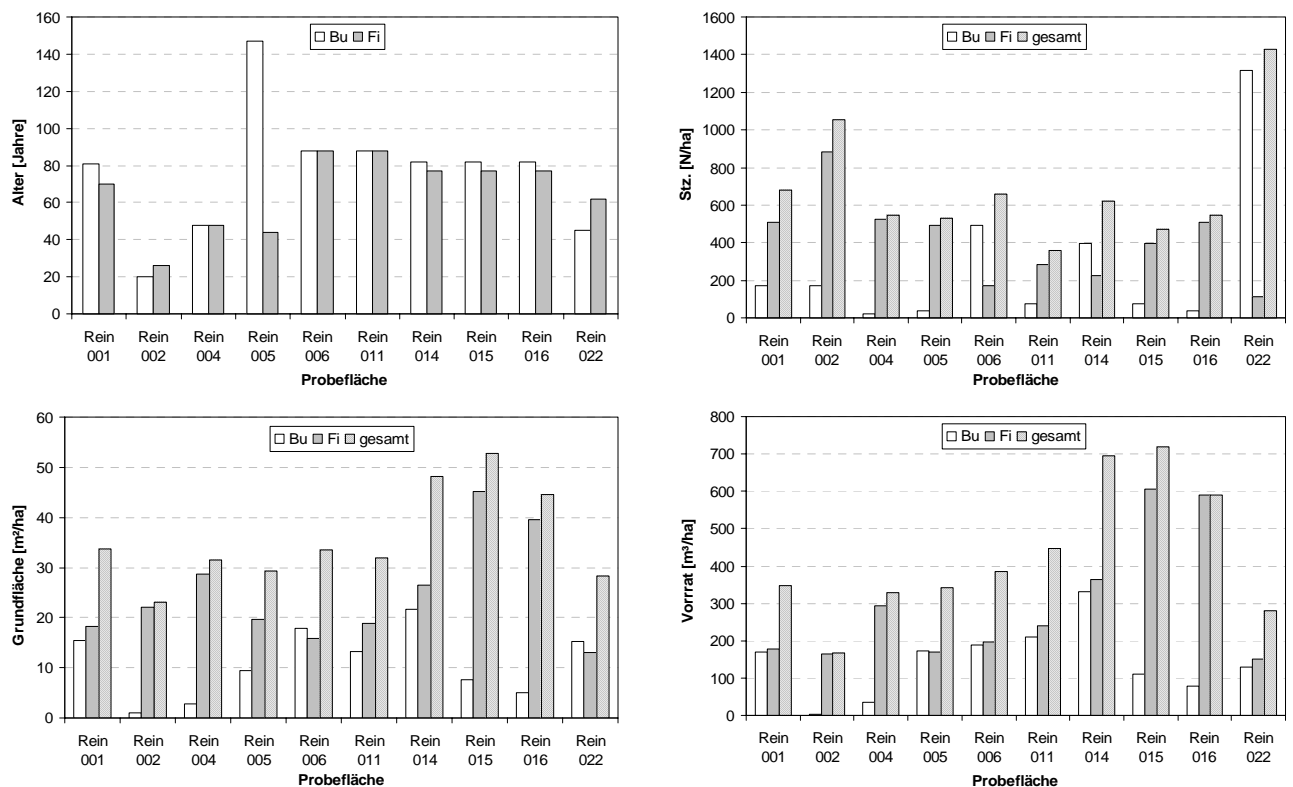 160
140
120
100
80
60
40
20
0
Alter [Jahre]
Bu Fi
Rein Rein Rein Rein Rein Rein Rein Rein Rein Rein
001 002 004 005 006 011 014 015 016 022
Probefläche
1600
1400
1200
1000
800
600
400
200
0
Stz. [N/ha]
Bu Fi gesamt
Rein Rein Rein Rein Rein Rein Rein Rein Rein Rein
001 002 004 005 006 011 014 015 016 022
Probefläche
60
50
40
30
20
10
0
Grundfläche [m²/ha]
Bu Fi gesamt
Rein Rein Rein Rein Rein Rein Rein Rein Rein Rein
001 002 004 005 006 011 014 015 016 022
Probefläche
800
700
600
500
400
300
200
100
0
Vorrrat [m³/ha]
Bu Fi gesamt
Rein Rein Rein Rein Rein Rein Rein Rein Rein Rein
001 002 004 005 006 011 014 015 016 022
Probefläche